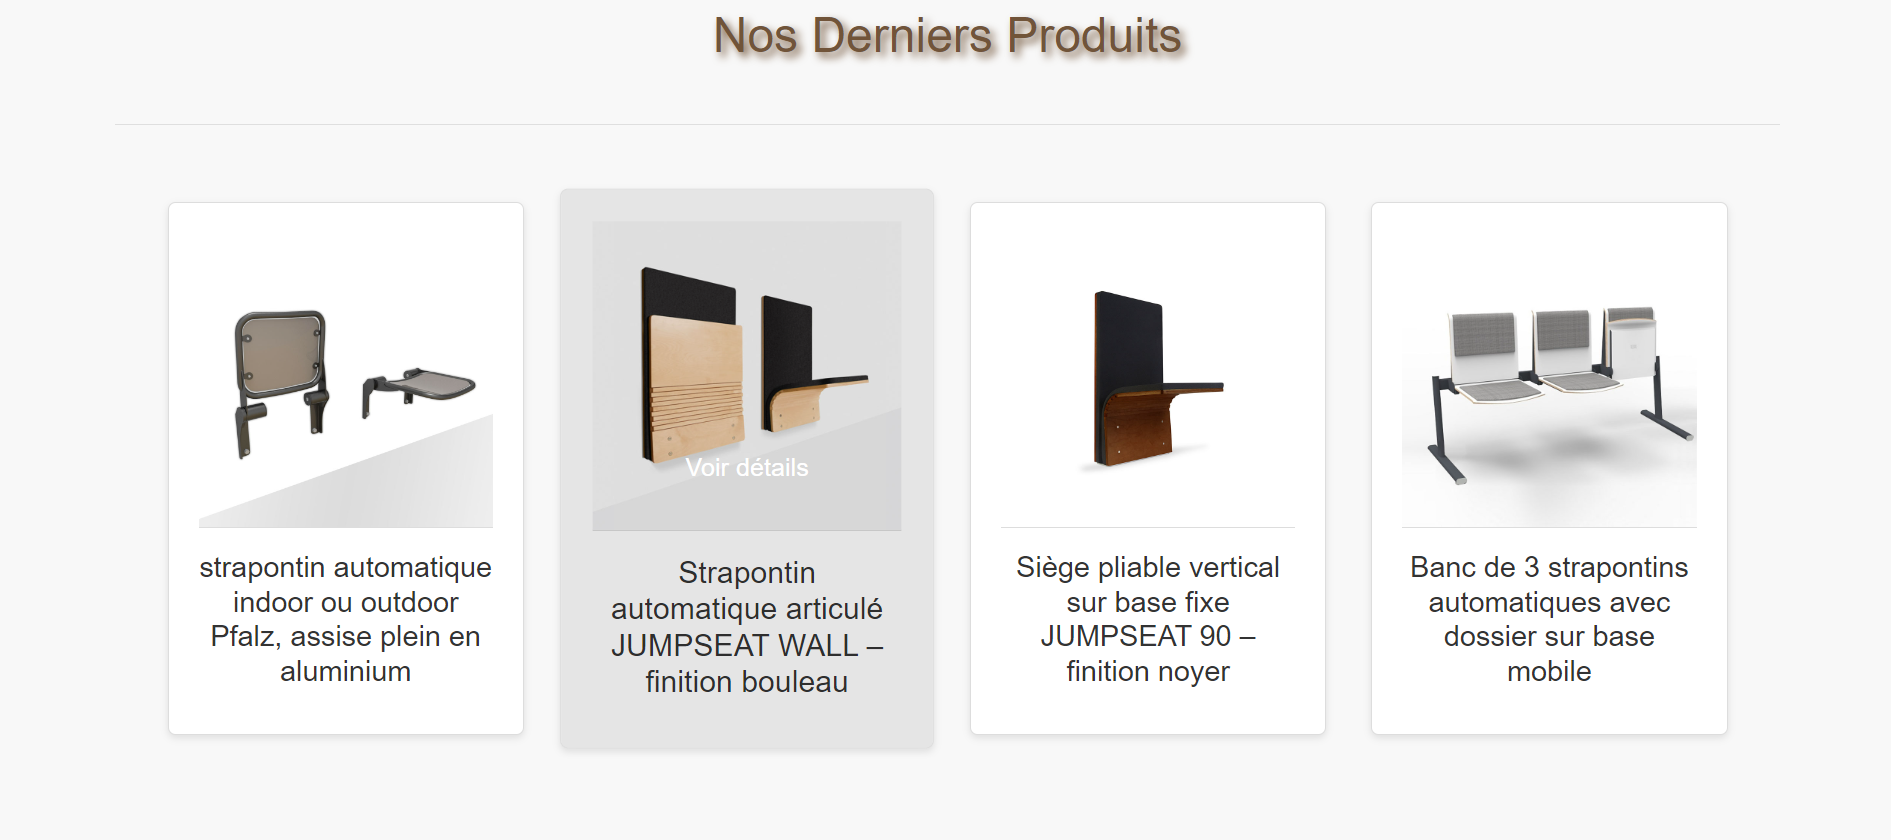 Nos Derniers Produits
Voir détails
strapontin automatique
indoor ou outdoor
Pfalz, assise plein en
aluminium
Strapontin
automatique articulé
JUMPSEAT WALL –
finition bouleau
Siège pliable vertical
sur base fixe
JUMPSEAT 90 –
finition noyer
Banc de 3 strapontins
automatiques avec
dossier sur base
mobile